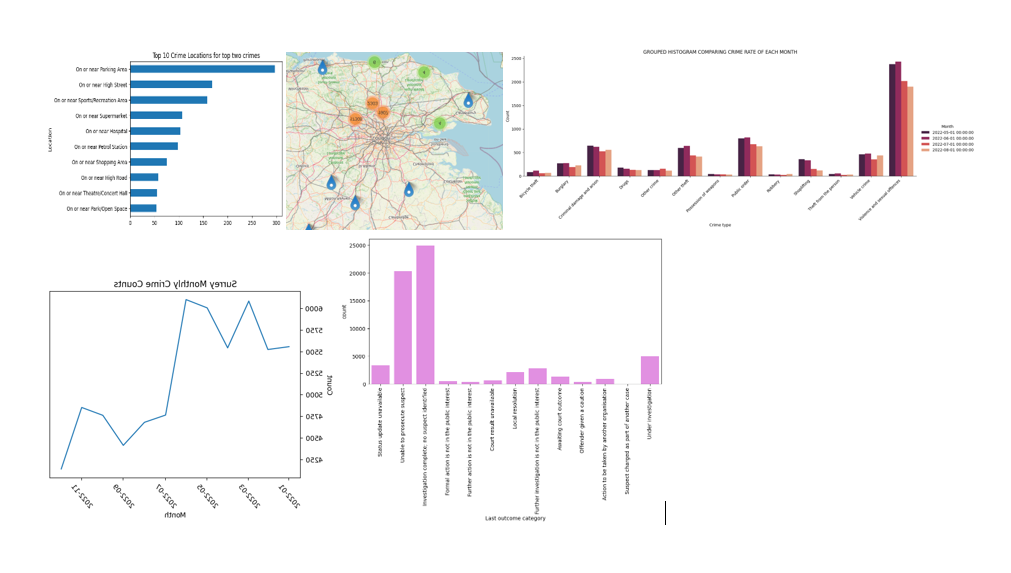 Top 10 Crime Locations for top two crimes
Location
On or near Parking Area
On or near High Street
On or near Sports/Recreation Area
On or near Supermarket
On or near Hospital
On or near Petrol Station
On or near Shopping Area
On or near High Road
On or near Theatre/Concert Hall
On or near Park/Open Space
0 50 100 150 200 250 300
GROUPED HISTOGRAM COMPARING CRIME RATE OF EACH MONTH
Count
2500
2000
1500
1000
500
0
Bicycle theft
Burglary
Criminal damage and arson
Drugs
Other crime
Other theft
Possession of weapons
Public order
Robbery
Shoplifting
Theft from the person
Vehicle crime
Violence and sexual offences
Crime type
Month
2022-05-01 00:00:00
2022-06-01 00:00:00
2022-07-01 00:00:00
2022-08-01 00:00:00
Surrey Monthly Crime Counts
6000
5750
5500
5250
5000
4750
4500
4250
Count
2022-11 2022-09 2022-07 2022-05 2022-03 2022-01
Month
count
25000
20000
15000
10000
5000
0
Status update unavailable
Unable to prosecute suspect
Investigation complete; no suspect identified
Formal action is not in the public interest
Further action is not in the public interest
Court result unavailable
Local resolution
Further investigation is not in the public interest
Awaiting court outcome
Offender given a caution
Action to be taken by another organisation
Suspect charged as part of another case
Under investigation
Last outcome category